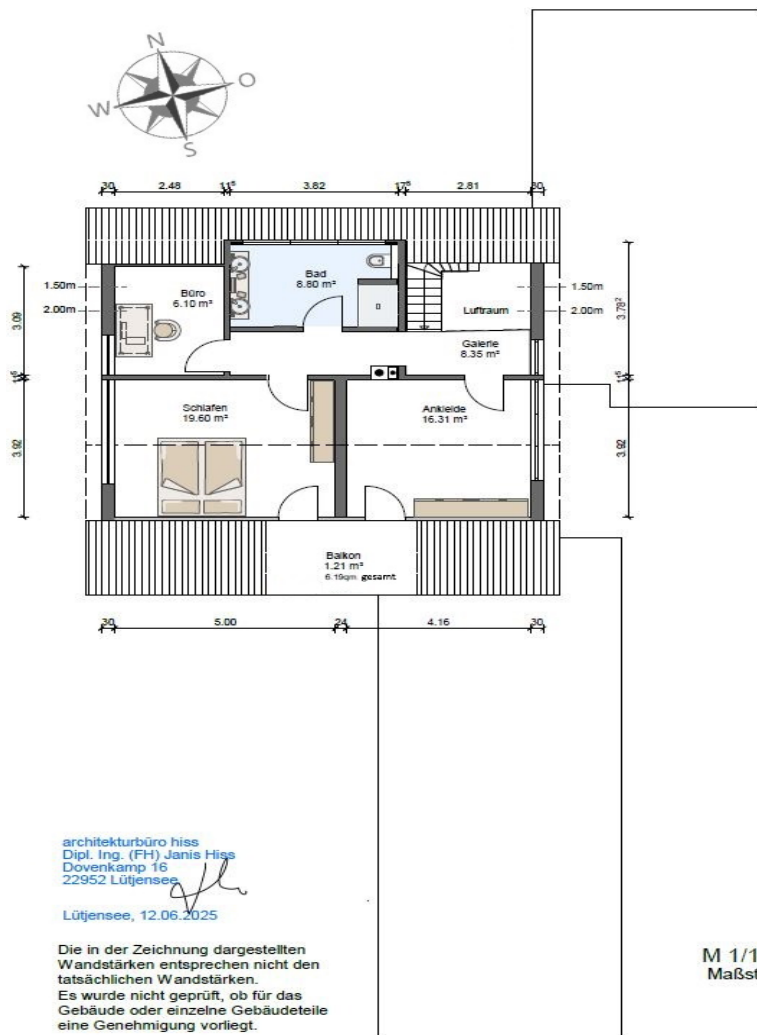 N
W
O
S
30 2.48 11⁵ 3.82 17⁵ 2.81 30
1.50m
2.00m
3.09
11⁵
3.92
Büro
6.10 m²
Bad
8.80 m²
Luftraum
Galerie
8.35 m²
1.50m
2.00m
3.78²
11⁵
3.92
Schlafen
19.60 m²
Ankleide
16.31 m²
Balkon
1.21 m²
6.19qm gesamt
30 5.00 24 4.16 30
architekturbüro hiss
Dipl. Ing. (FH) Janis Hiss
Dovenkamp 16
22952 Lütjensee
Lütjensee, 12.06.2025
Die in der Zeichnung dargestellten
Wandstärken entsprechen nicht den
tatsächlichen Wandstärken.
Es wurde nicht geprüft, ob für das
Gebäude oder einzelne Gebäudeteile
eine Genehmigung vorliegt.
M 1/1
Maßst